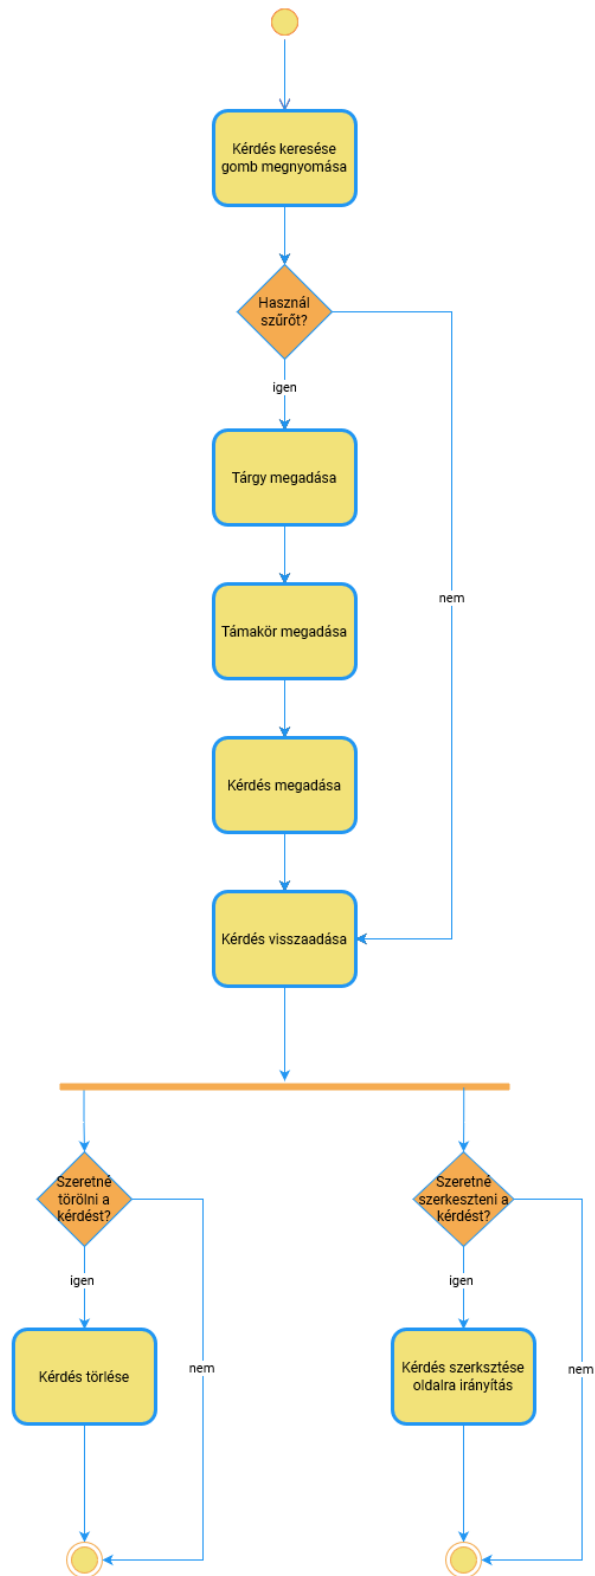 Kérdés keresése
gomb megnyomása
Használ
szűrőt?
igen
Tárgy megadása
nem
Támakör megadása
Kérdés megadása
Kérdés visszaadása
Szeretné
törölni a
kérdést?
Szeretné
szerkeszteni a
kérdést?
igen
igen
Kérdés törlése
nem
Kérdés szerksztése
oldalra irányítás
nem